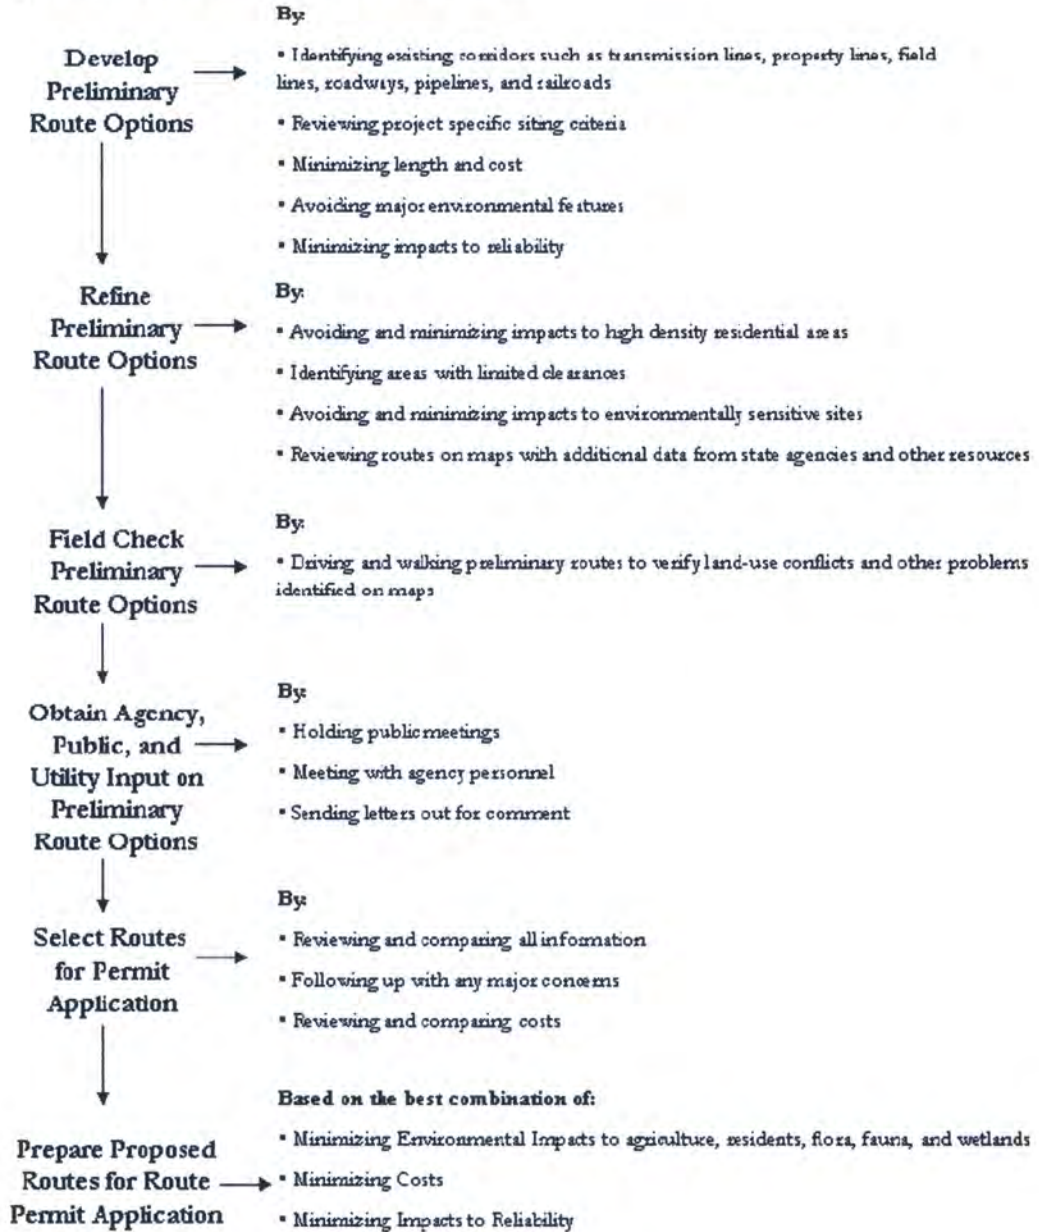 By:
Develop
Preliminary
Route Options
▪ Identifying existing corridors such as transmission lines, property lines, field
lines, roadways, pipelines, and railroads
▪ Reviewing project specific siting criteria
▪ Minimizing length and cost
▪ Avoiding major environmental features
▪ Minimizing impacts to reliability
Refine
Preliminary
Route Options
By:
▪ Avoiding and minimizing impacts to high density residential areas
▪ Identifying areas with limited clearances
▪ Avoiding and minimizing impacts to environmentally sensitive sites
▪ Reviewing routes on maps with additional data from state agencies and other resources
Field Check
Preliminary
Route Options
By:
▪ Driving and walking preliminary routes to verify land-use conflicts and other problems
identified on maps
Obtain Agency,
Public, and
Utility Input on
Preliminary
Route Options
By:
▪ Holding public meetings
▪ Meeting with agency personnel
▪ Sending letters out for comment
Select Routes
for Permit
Application
By:
▪ Reviewing and comparing all information
▪ Following up with any major concerns
▪ Reviewing and comparing costs
Prepare Proposed
Routes for Route
Permit Application
Based on the best combination of:
▪ Minimizing Environmental Impacts to agriculture, residents, flora, fauna, and wetlands
▪ Minimizing Costs
▪ Minimizing Impacts to Reliability